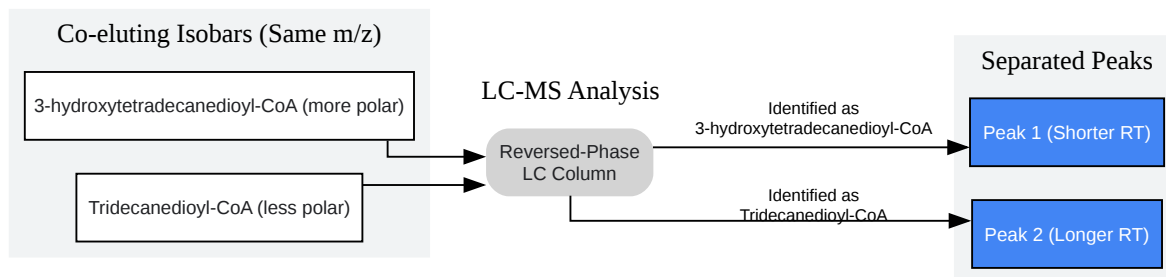 Co-eluting Isobars (Same m/z)
3-hydroxytetradecanedioyl-CoA (more polar)
Tridecanedioyl-CoA (less polar)
LC-MS Analysis
Reversed-Phase
LC Column
Identified as
3-hydroxytetradecanedioyl-CoA
Identified as
Tridecanedioyl-CoA
Separated Peaks
Peak 1 (Shorter RT)
Peak 2 (Longer RT)